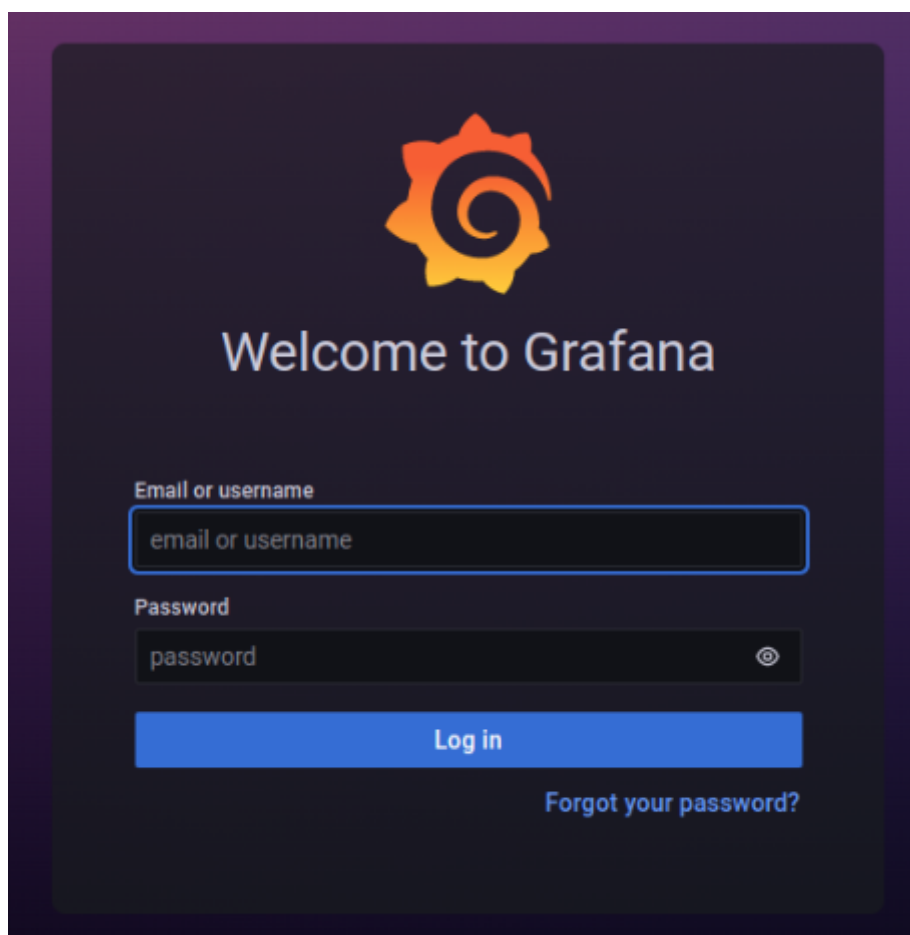 Welcome to Grafana
Email or username
email or username
Password
password
Log in
Forgot your password?